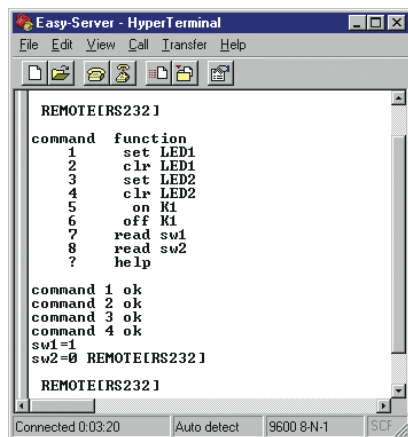 Easy-Server - HyperTerminal
File Edit View Call Transfer Help
REMOTE[RS232]
command function
1 set LED1
2 clr LED1
3 set LED2
4 clr LED2
5 on K1
6 off K1
7 read sw1
8 read sw2
? help
command 1 ok
command 2 ok
command 3 ok
command 4 ok
sw1=1
sw2=0 REMOTE[RS232]
REMOTE[RS232]
Connected 0:03:20 Auto detect 9600 8-N-1